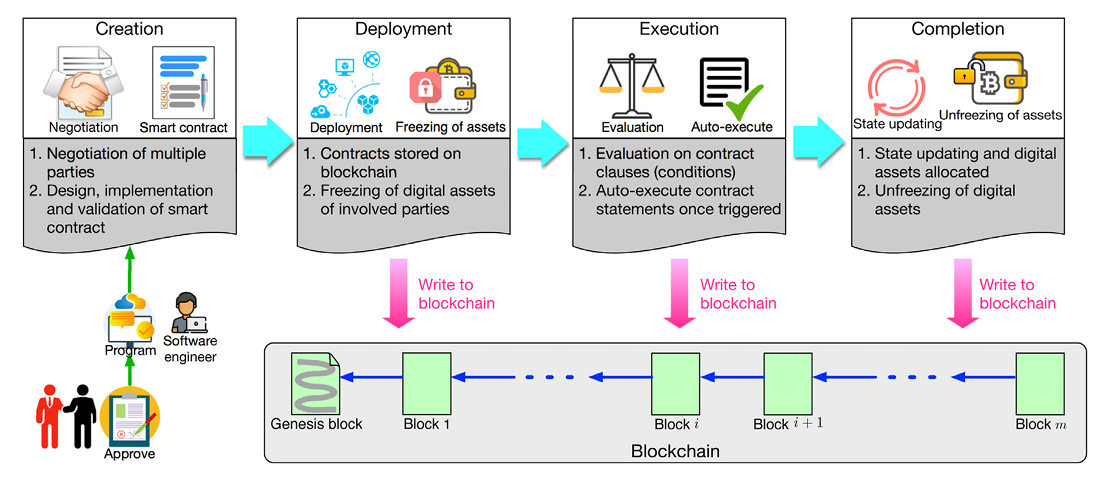 Creation
Negotiation
Smart contract
1. Negotiation of multiple
parties
2. Design, implementation
and validation of smart
contract
Deployment
Deployment
Freezing of assets
1. Contracts stored on
blockchain
2. Freezing of digital assets
of involved parties
Execution
Evaluation
Auto-execute
1. Evaluation on contract
clauses (conditions)
2. Auto-execute contract
statements once triggered
Completion
State updating
Unfreezing of assets
1. State updating and digital
assets allocated
2. Unfreezing of digital
assets
Write to
blockchain
Write to
blockchain
Write to
blockchain
Program
Software
engineer
Approve
Genesis block
Block 1
Block i
Block i + 1
Block m
Blockchain